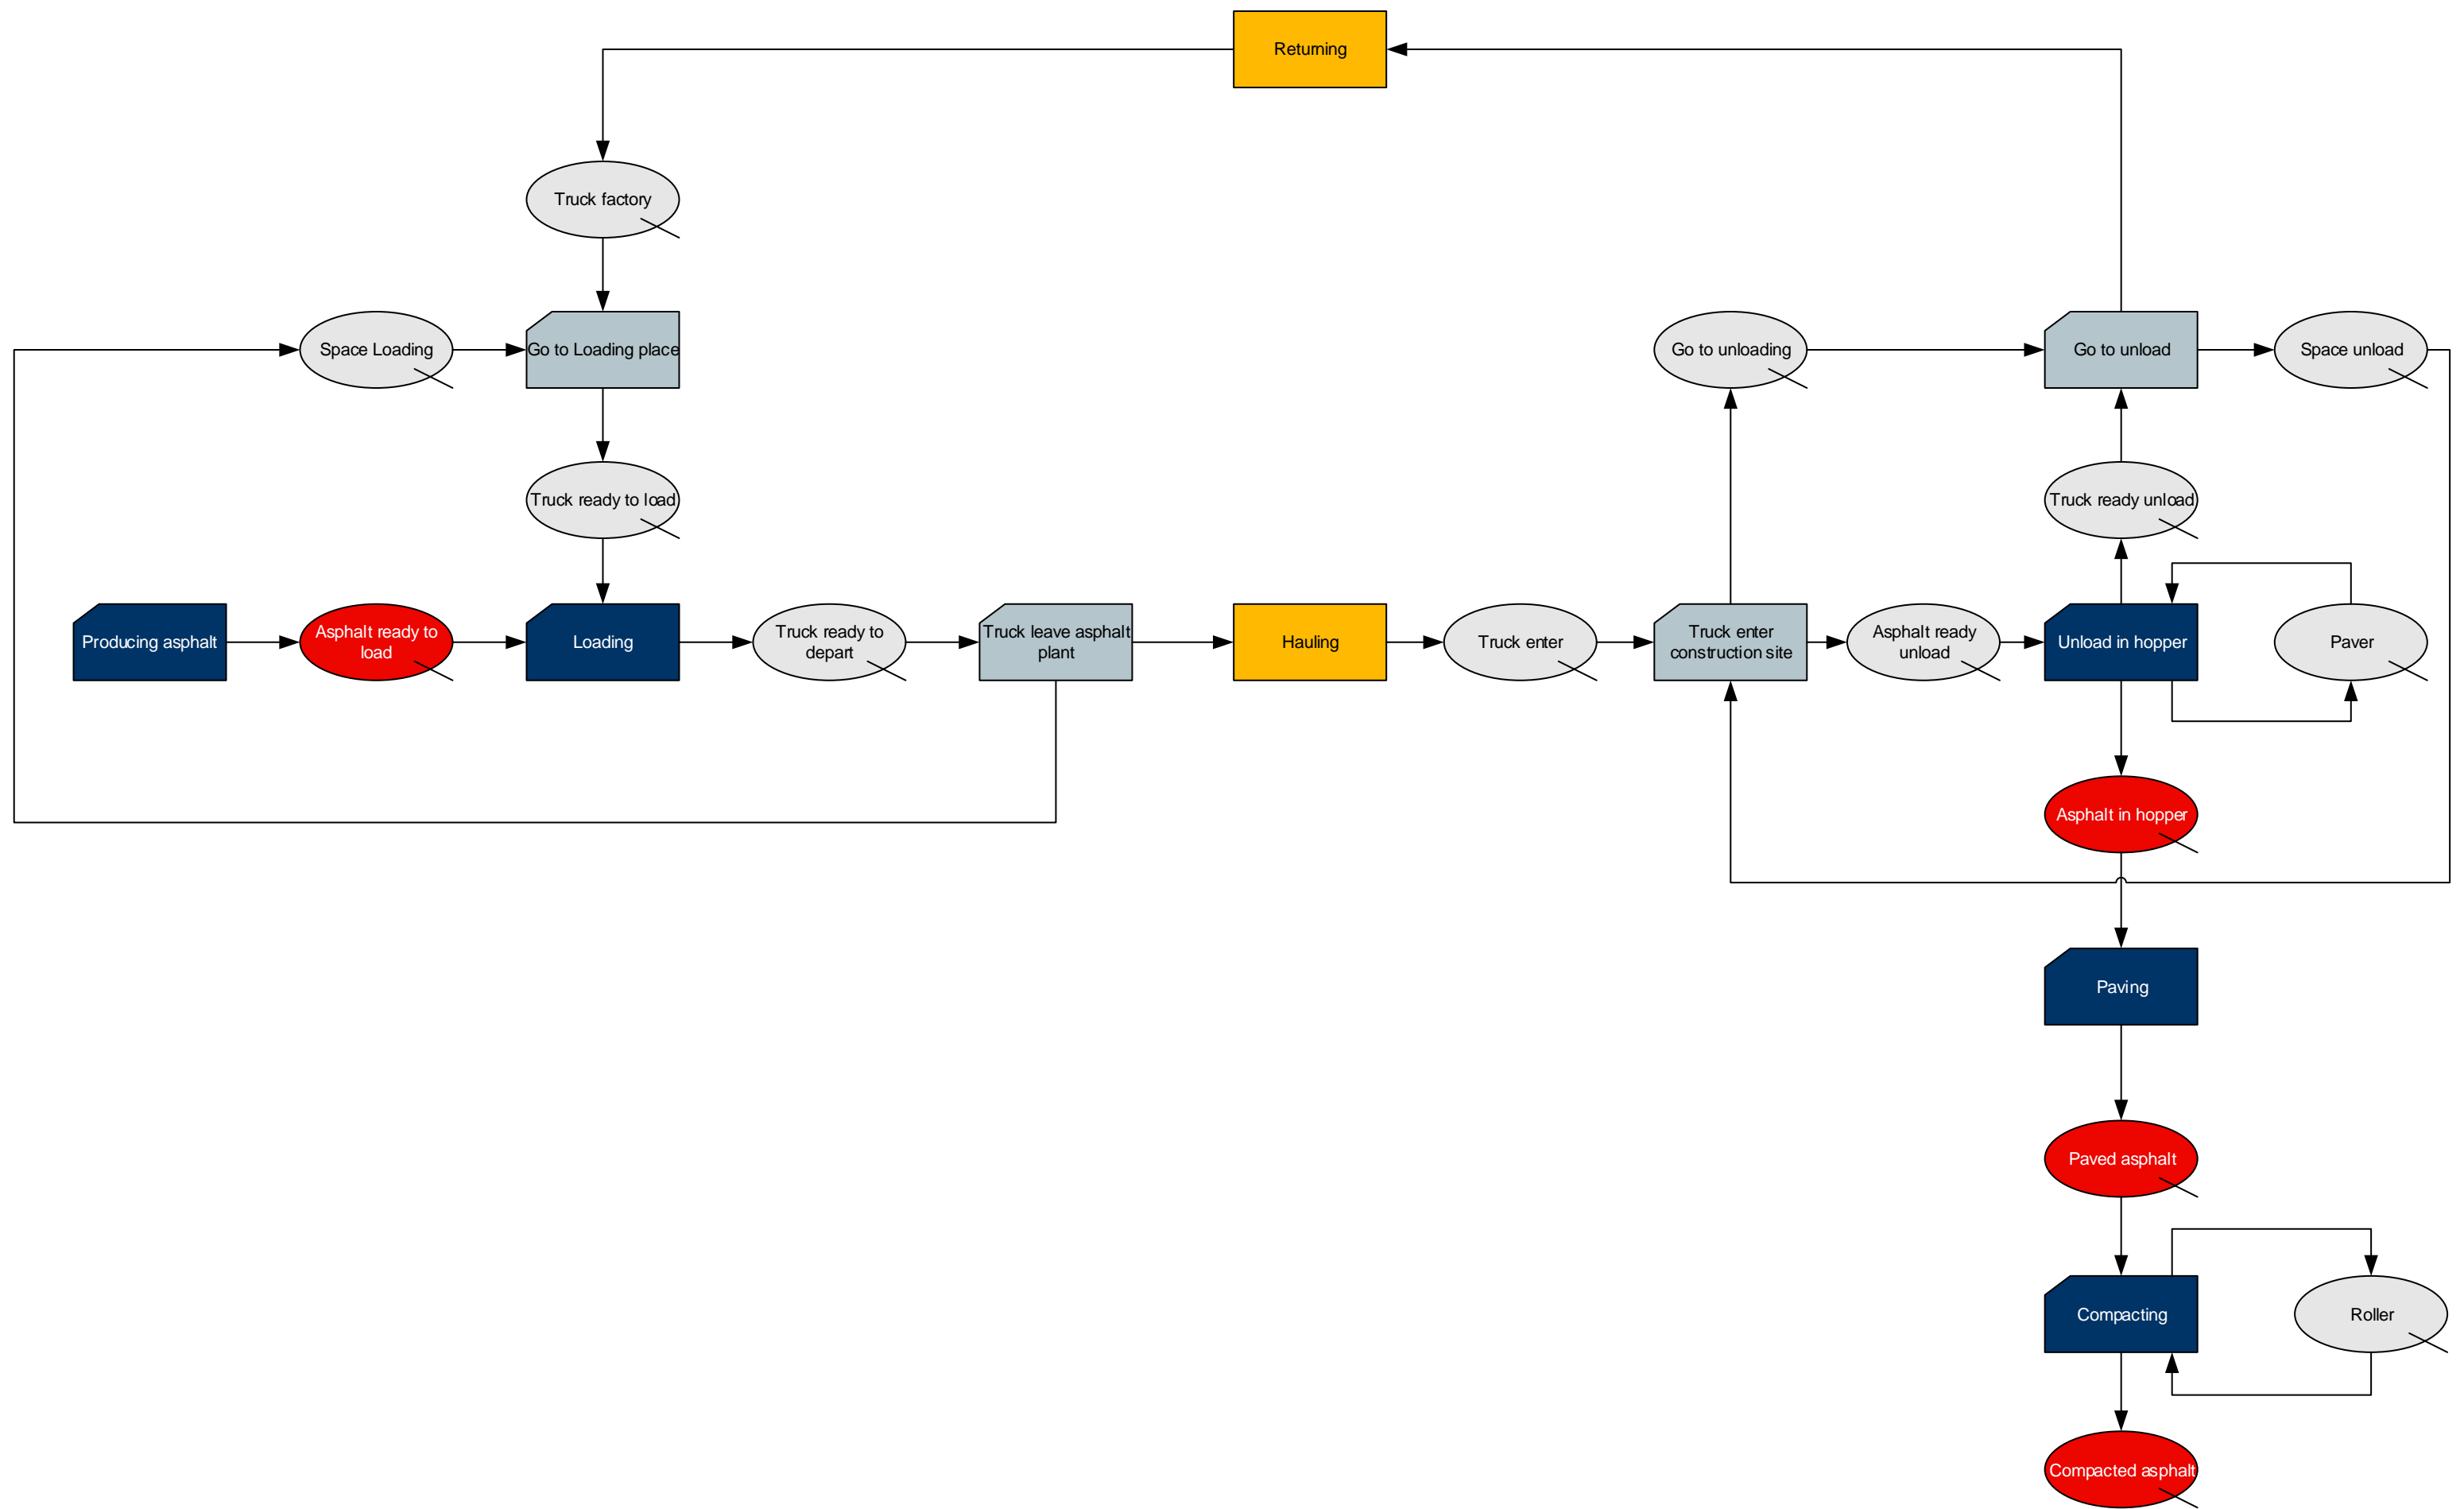 Returning
Truck factory
Space Loading
Go to Loading place
Go to unloading
Go to unload
Space unload
Truck ready to load
Truck ready unload
Producing asphalt
Asphalt ready to
load
Loading
Truck ready to
depart
Truck leave asphalt
plant
Hauling
Truck enter
Truck enter
construction site
Asphalt ready
unload
Unload in hopper
Paver
Asphalt in hopper
Paving
Paved asphalt
Compacting
Roller
Compacted asphalt